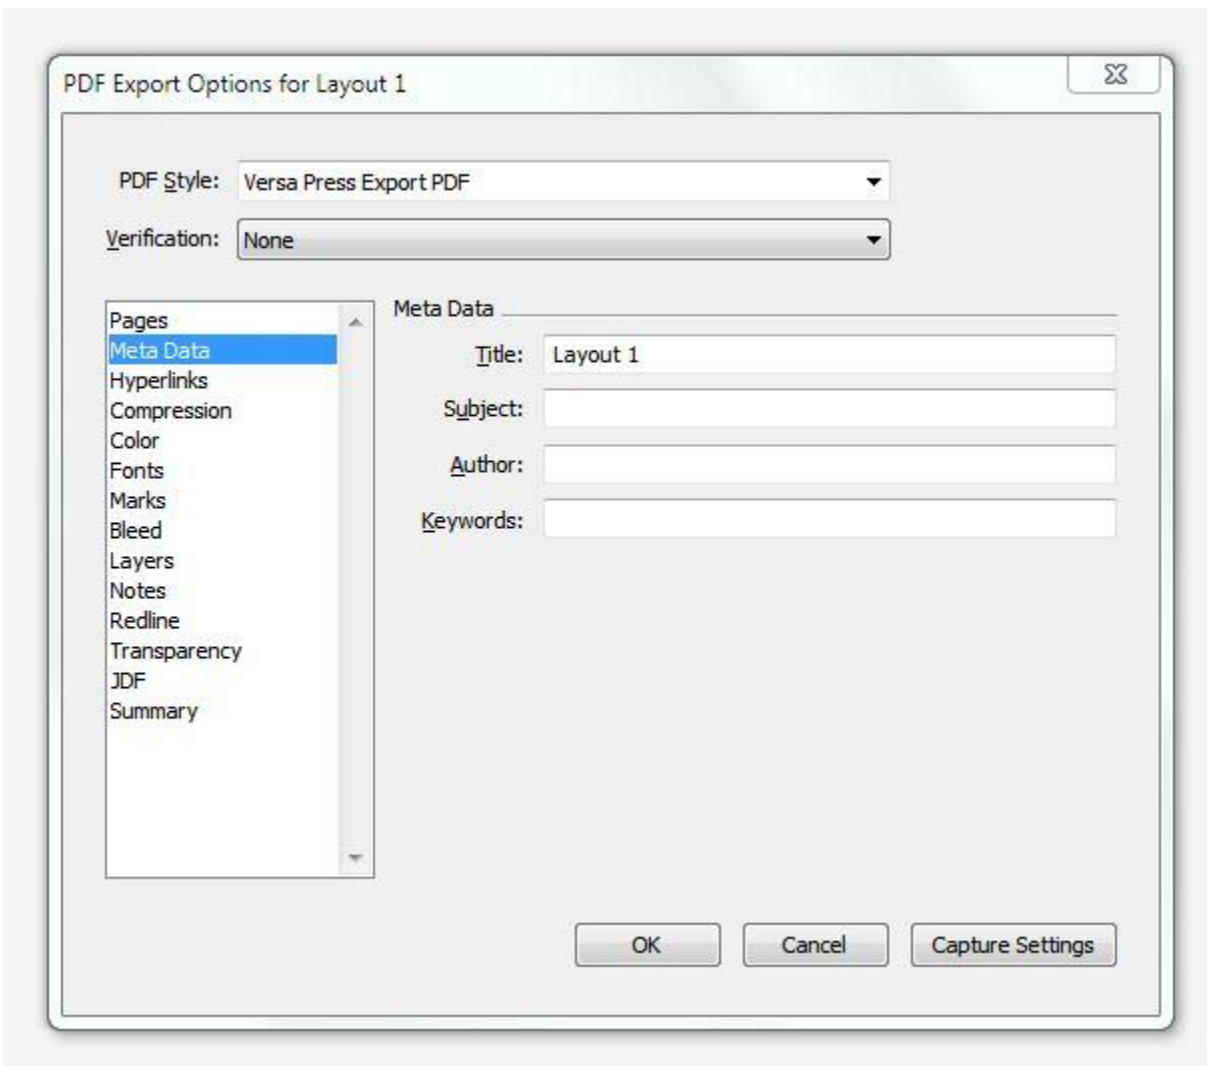 PDF Export Options for Layout 1
PDF Style: Versa Press Export PDF
Verification: None
Pages
Meta Data
Hyperlinks
Compression
Color
Fonts
Marks
Bleed
Layers
Notes
Redline
Transparency
JDF
Summary
Meta Data
Title: Layout 1
Subject:
Author:
Keywords:
OK Cancel Capture Settings